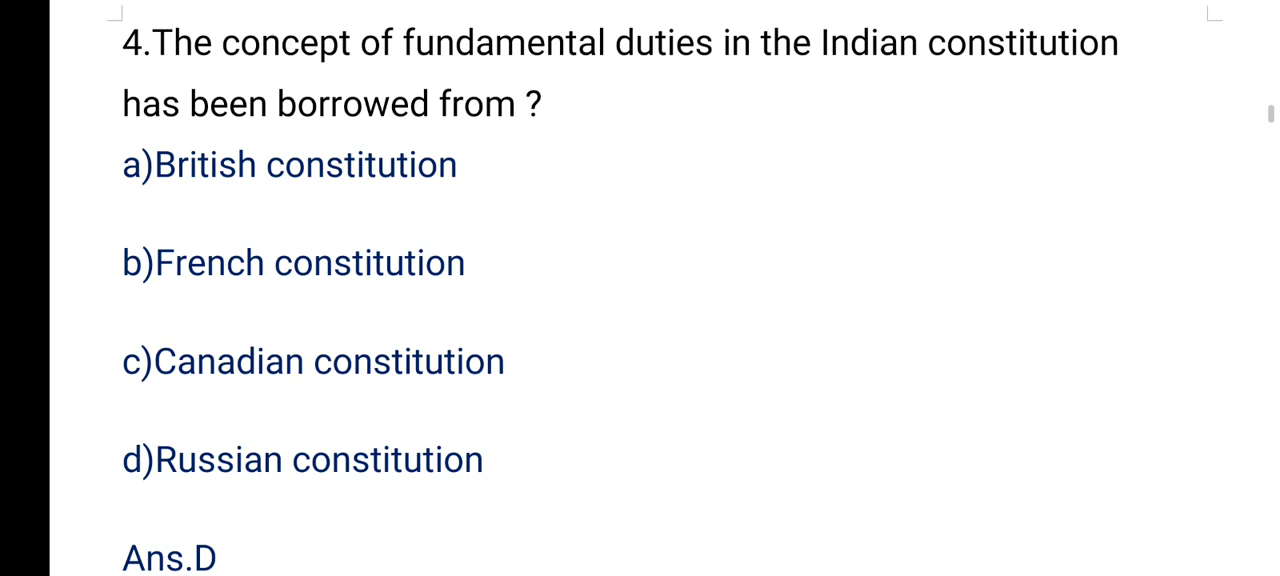 4.The concept of fundamental duties in the Indian constitution
has been borrowed from ?
a)British constitution
b)French constitution
c)Canadian constitution
d)Russian constitution
Ans.D